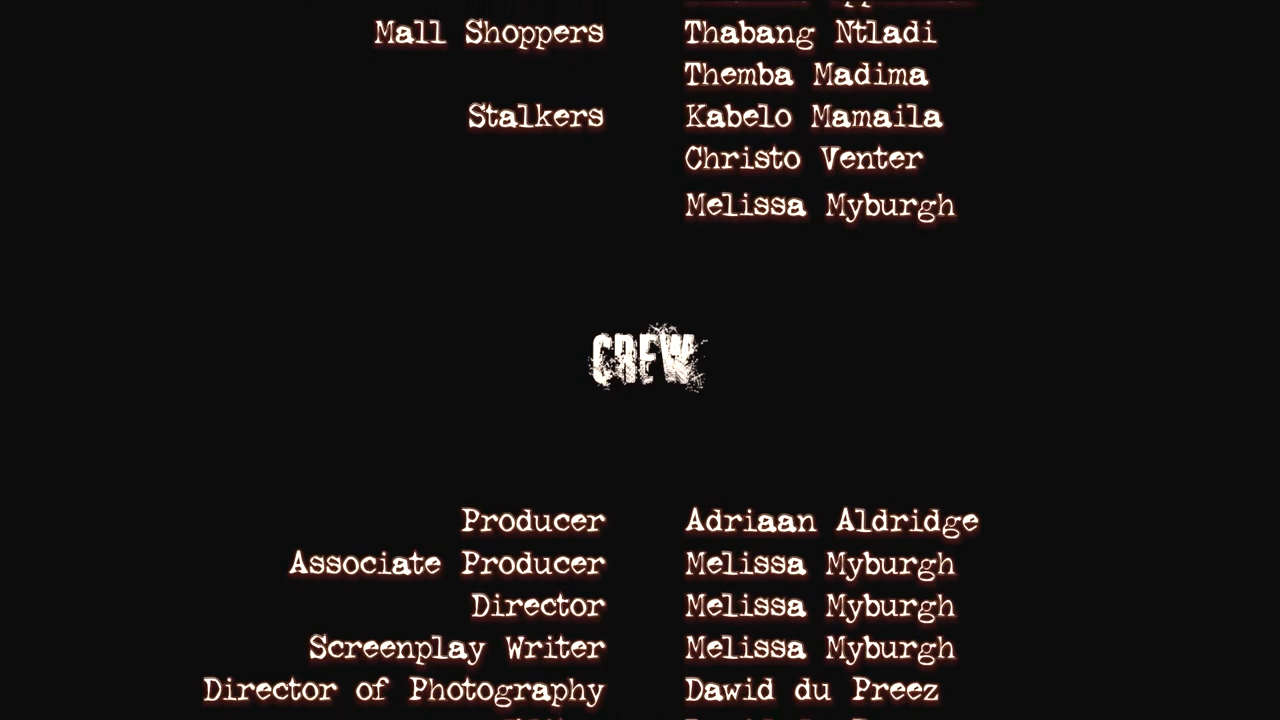 Mall Shoppers Thabang Ntladi
Themba Madima
Stalkers Kabelo Mamaila
Christo Venter
Melissa Myburgh
CREW
Producer Adriaan Aldridge
Associate Producer Melissa Myburgh
Director Melissa Myburgh
Screenplay Writer Melissa Myburgh
Director of Photography Dawid du Preez